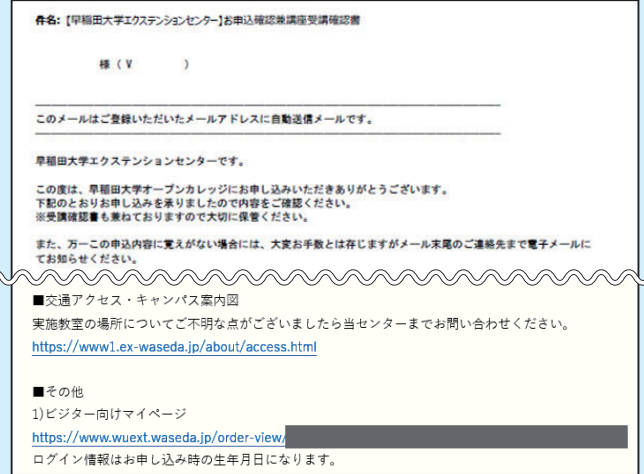 件名:【早稲田大学エクステンションセンター】お申込確認兼講座受講確認書
様 ( V )
このメールはご登録いただいたメールアドレスに自動送信メールです。
早稲田大学エクステンションセンターです。
この度は、早稲田大学オープンカレッジにお申し込みいただきありがとうございます。
下記のとおりお申し込みを承りましたので内容をご確認ください。
※受講確認書も兼ねておりますので大切に保管ください。
また、万一この申込内容に覚えがない場合には、大変お手数とは存じますがメール末尾のご連絡先まで電子メールに
てお知らせください。
■交通アクセス・キャンパス案内図
実施教室の場所についてご不明な点がございましたら当センターまでお問い合わせください。
https://www1.ex-waseda.jp/about/access.html
■その他
1)ビジター向けマイページ
https://www.wuext.waseda.jp/order-view/
ログイン情報はお申し込み時の生年月日になります。